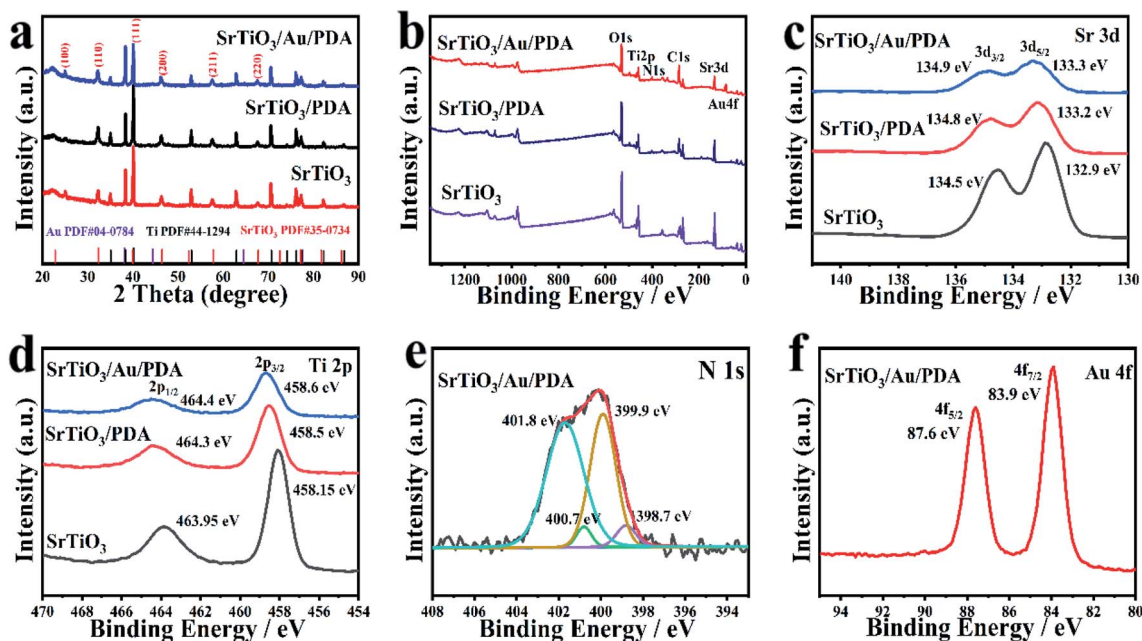 a
(100)
(110)
(111)
(200)
(211)
(220)
SrTiO₃/Au/PDA
SrTiO₃/PDA
SrTiO₃
Au PDF#04-0784 Ti PDF#44-1294 SrTiO₃ PDF#35-0734
20 30 40 50 60 70 80 90
2 Theta (degree)
Intensity (a.u.)
b
SrTiO₃/Au/PDA
O1s
Ti2p
N1s
C1s
Sr3d
Au4f
SrTiO₃/PDA
SrTiO₃
1200 1000 800 600 400 200 0
Binding Energy / eV
Intensity (a.u.)
c
Sr 3d
SrTiO₃/Au/PDA
3d₃/₂
3d₅/₂
134.9 eV
133.3 eV
SrTiO₃/PDA
134.8 eV
133.2 eV
134.5 eV
132.9 eV
SrTiO₃
140 138 136 134 132 130
Binding Energy / eV
Intensity (a.u.)
d
Ti 2p
SrTiO₃/Au/PDA
2p₁/₂
2p₃/₂
464.4 eV
458.6 eV
SrTiO₃/PDA
464.3 eV
458.5 eV
458.15 eV
463.95 eV
SrTiO₃
470 468 466 464 462 460 458 456 454
Binding Energy / eV
Intensity (a.u.)
e
N 1s
SrTiO₃/Au/PDA
401.8 eV
399.9 eV
400.7 eV
398.7 eV
408 406 404 402 400 398 396 394
Binding Energy / eV
Intensity (a.u.)
f
Au 4f
SrTiO₃/Au/PDA
4f₇/₂
83.9 eV
4f₅/₂
87.6 eV
94 92 90 88 86 84 82 80
Binding Energy / eV
Intensity (a.u.)